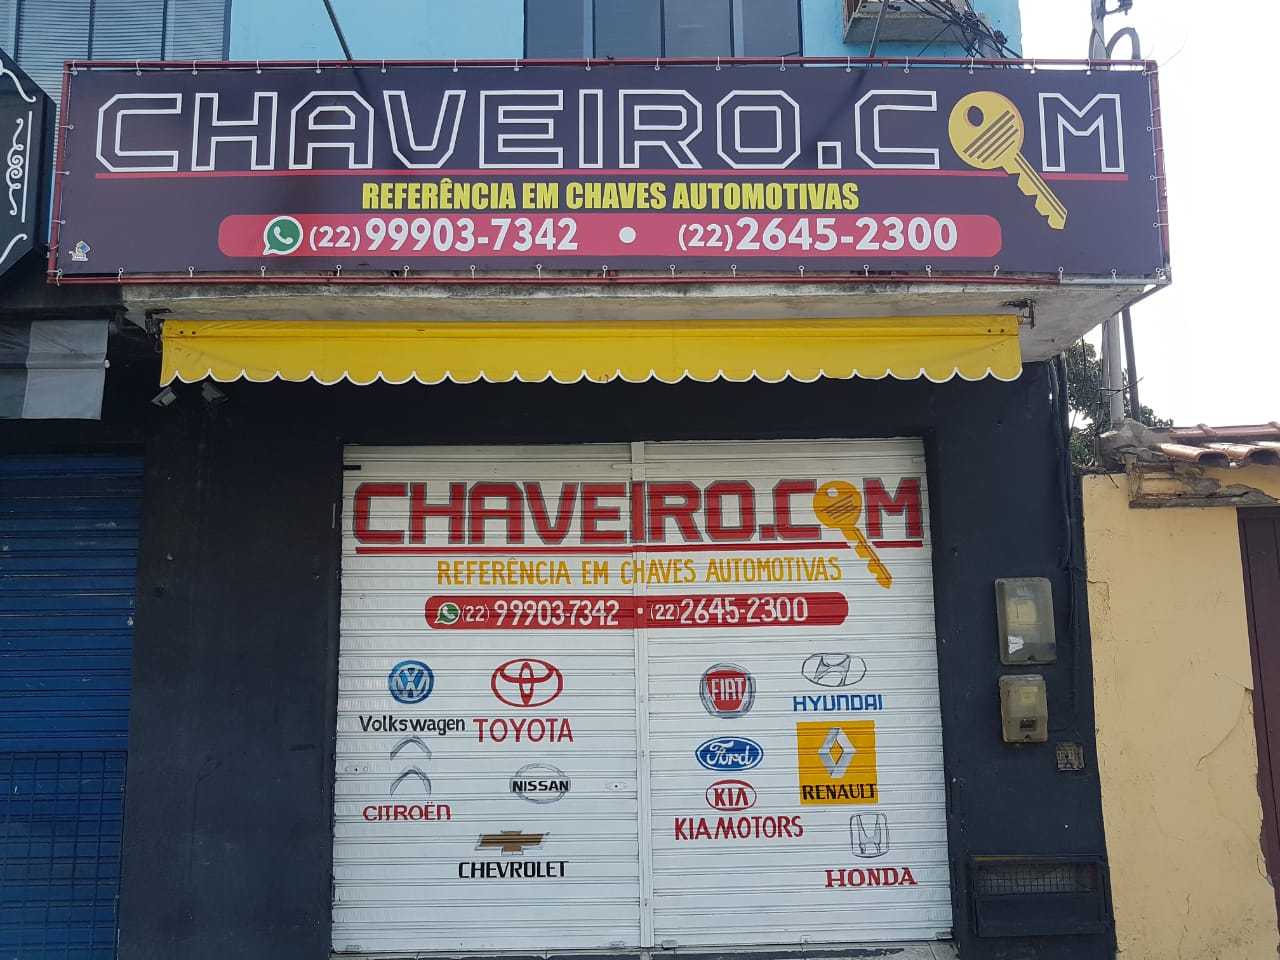 CHAVEIRO.COM
REFERÊNCIA EM CHAVES AUTOMOTIVAS
(22)99903-7342 • (22)2645-2300
CHAVEIRO.COM
REFERÊNCIA EM CHAVES AUTOMOTIVAS
(22)99903-7342 • (22)2645-2300
Volkswagen
TOYOTA
FIAT
HYUNDAI
CITROËN
NISSAN
Ford
RENAULT
KIA
KIA MOTORS
CHEVROLET
HONDA